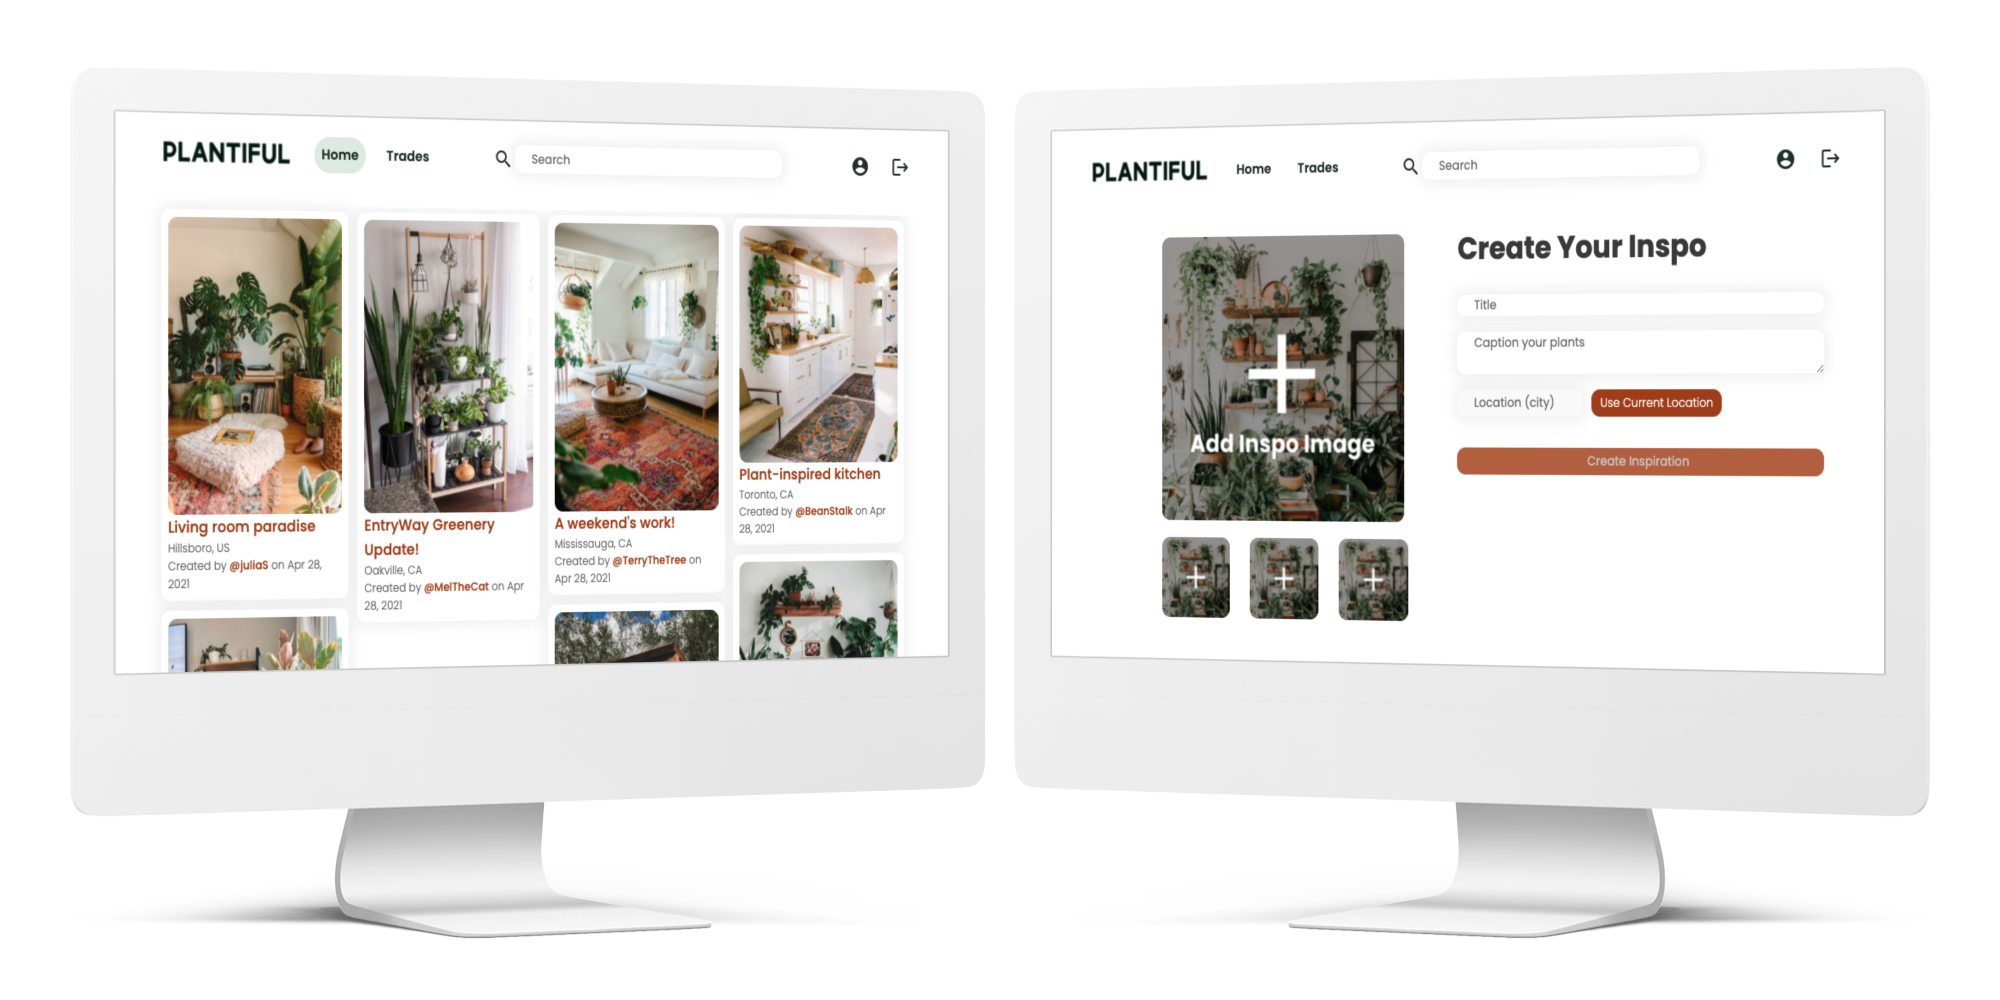 PLANTIFUL
Home
Trades
Search
Living room paradise
Hillsboro, US
Created by @juliaS on Apr 28,
2021
EntryWay Greenery
Update!
Oakville, CA
Created by @MelTheCat on Apr
28, 2021
A weekend's work!
Mississauga, CA
Created by @TerryTheTree on
Apr 28, 2021
Plant-inspired kitchen
Toronto, CA
Created by @BeanStalk on Apr
28, 2021
PLANTIFUL
Home
Trades
Search
Add Inspo Image
Create Your Inspo
Title
Caption your plants
Location (city)
Use Current Location
Create Inspiration